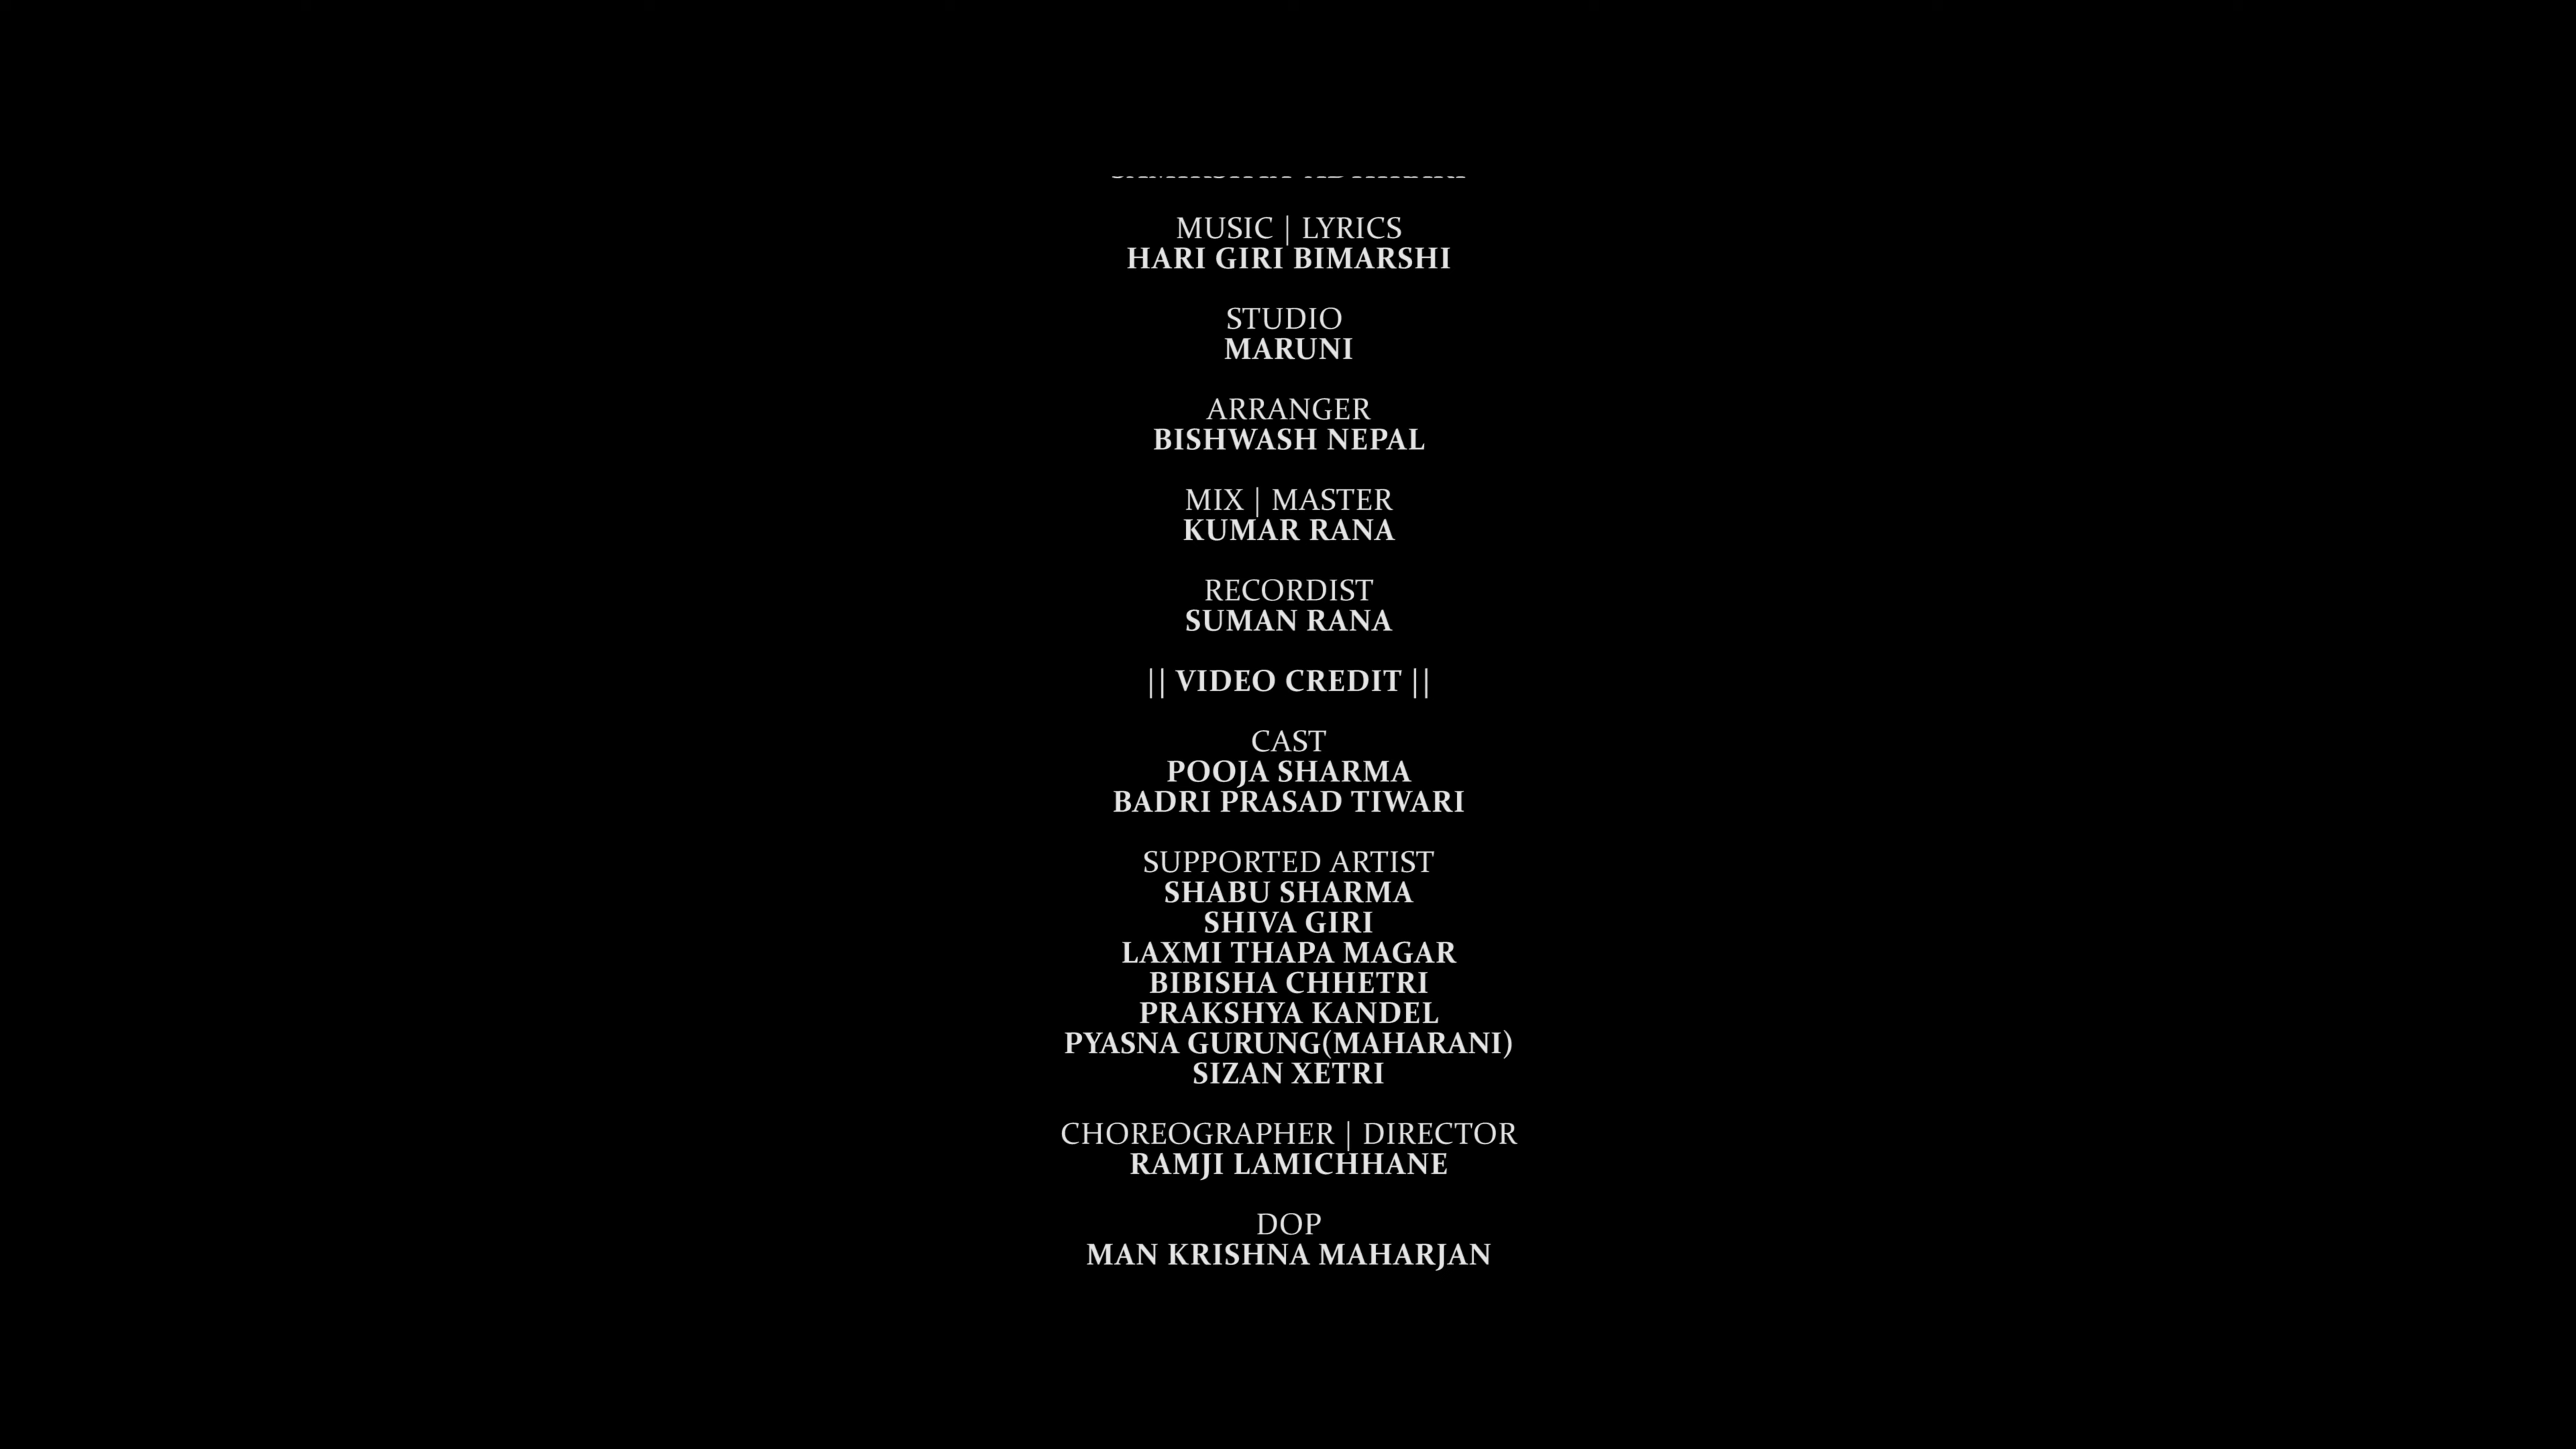 MUSIC | LYRICS
HARI GIRI BIMARSHI
STUDIO
MARUNI
ARRANGER
BISHWASH NEPAL
MIX | MASTER
KUMAR RANA
RECORDIST
SUMAN RANA
|| VIDEO CREDIT ||
CAST
POOJA SHARMA
BADRI PRASAD TIWARI
SUPPORTED ARTIST
SHABU SHARMA
SHIVA GIRI
LAXMI THAPA MAGAR
BIBISHA CHHETRI
PRAKSHYA KANDEL
PYASNA GURUNG(MAHARANI)
SIZAN XETRI
CHOREOGRAPHER | DIRECTOR
RAMJI LAMICHHANE
DOP
MAN KRISHNA MAHARJAN